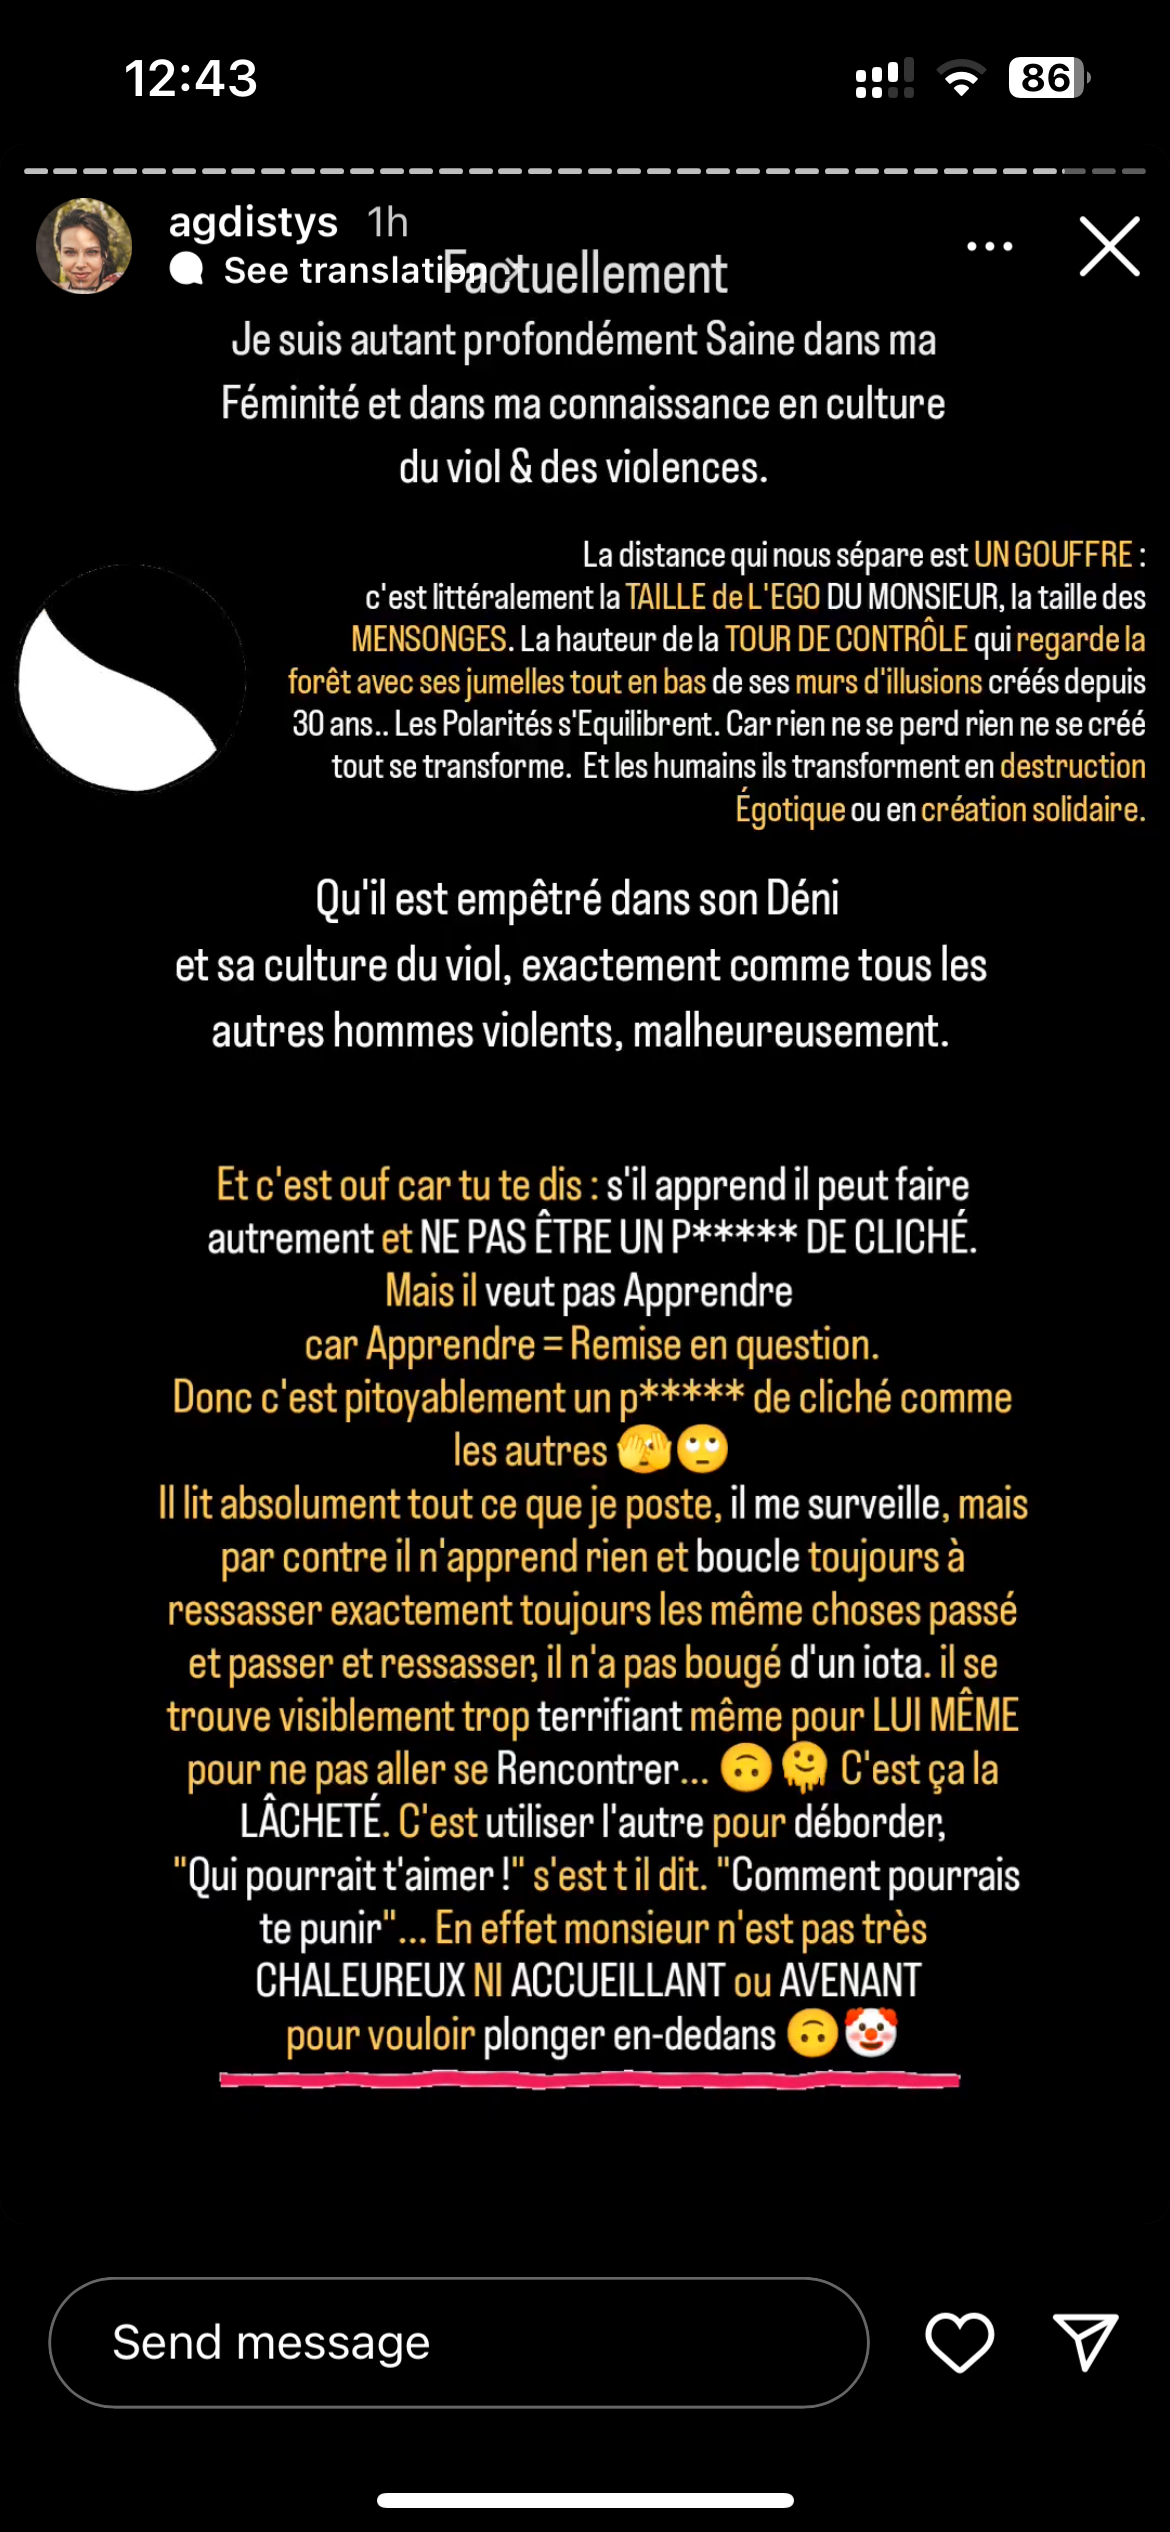 12:43
86
agdistys 1h
See translation
Factuellement
Je suis autant profondément Saine dans ma
Féminité et dans ma connaissance en culture
du viol & des violences.
La distance qui nous sépare est UN GOUFFRE :
c'est littéralement la TAILLE de L'EGO DU MONSIEUR, la taille des
MENSONGES. La hauteur de la TOUR DE CONTRÔLE qui regarde la
forêt avec ses jumelles tout en bas de ses murs d'illusions créés depuis
30 ans.. Les Polarités s'Equilibrent. Car rien ne se perd rien ne se créé
tout se transforme. Et les humains ils transforment en destruction
Égotique ou en création solidaire.
Qu'il est empêtré dans son Déni
et sa culture du viol, exactement comme tous les
autres hommes violents, malheureusement.
Et c'est ouf car tu te dis : s'il apprend il peut faire
autrement et NE PAS ÊTRE UN P***** DE CLICHÉ.
Mais il veut pas Apprendre
car Apprendre = Remise en question.
Donc c'est pitoyablement un p***** de cliché comme
les autres 🫣🙄
Il lit absolument tout ce que je poste, il me surveille, mais
par contre il n'apprend rien et boucle toujours à
ressasser exactement toujours les même choses passé
et passer et ressasser, il n'a pas bougé d'un iota. il se
trouve visiblement trop terrifiant même pour LUI MÊME
pour ne pas aller se Rencontrer... 🙃🫠 C'est ça la
LÂCHETÉ. C'est utiliser l'autre pour déborder,
"Qui pourrait t'aimer !" s'est t il dit. "Comment pourrais
te punir"... En effet monsieur n'est pas très
CHALEUREUX NI ACCUEILLANT ou AVENANT
pour vouloir plonger en-dedans 🙃🤡
Send message